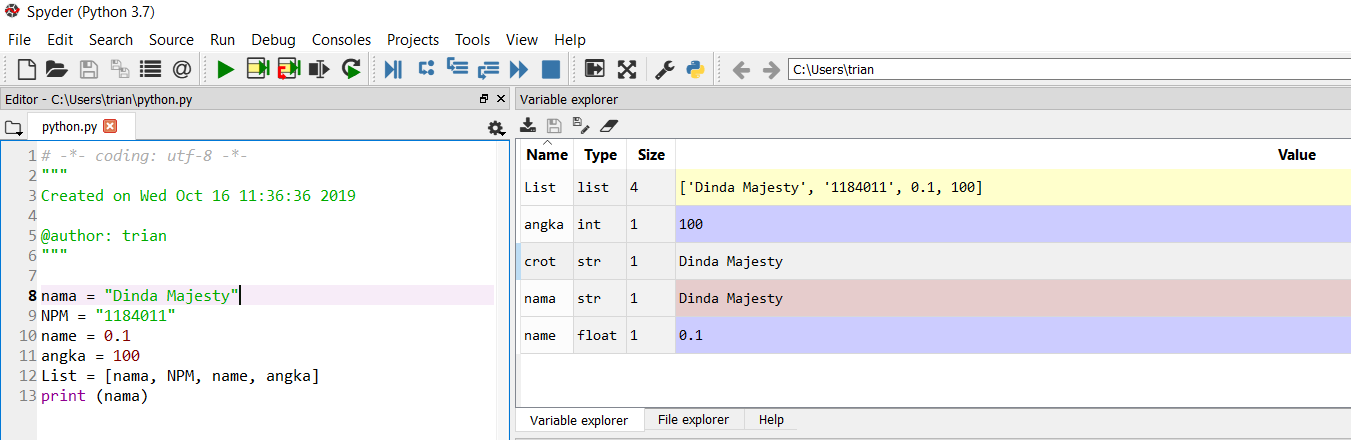 Spyder (Python 3.7)
File Edit Search Source Run Debug Consoles Projects Tools View Help
C:\Users\trian
Editor - C:\Users\trian\python.py
python.py
1 # -*- coding: utf-8 -*-
2 """
3 Created on Wed Oct 16 11:36:36 2019
4
5 @author: trian
6 """
7
8 nama = "Dinda Majesty"
9 NPM = "1184011"
10 name = 0.1
11 angka = 100
12 List = [nama, NPM, name, angka]
13 print (nama)
Variable explorer
Name Type Size Value
List list 4 ['Dinda Majesty', '1184011', 0.1, 100]
angka int 1 100
crot str 1 Dinda Majesty
nama str 1 Dinda Majesty
name float 1 0.1
Variable explorer File explorer Help